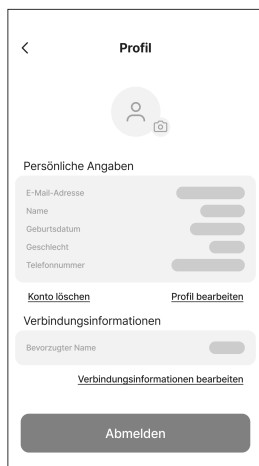 Profil
Persönliche Angaben
E-Mail-Adresse
Name
Geburtsdatum
Geschlecht
Telefonnummer
Konto löschen Profil bearbeiten
Verbindungsinformationen
Bevorzugter Name
Verbindungsinformationen bearbeiten
Abmelden